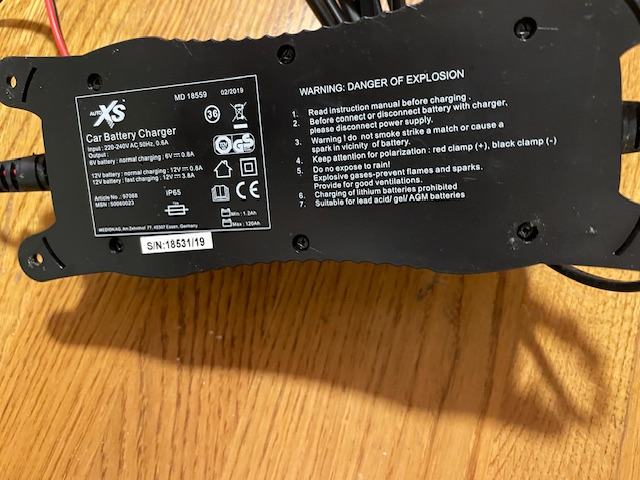 AUTO XS
MD 18559
02/2019
Car Battery Charger
Input : 220-240V AC 50Hz, 0.6A
Output :
6V battery : normal charging : 6V ⎓ 0.8A
12V battery : normal charging : 12V ⎓ 0.8A
12V battery : fast charging : 12V ⎓ 3.8A
Article No : 97088
MSN : 50060023
IP65
36
GS
CE
Min : 1.2Ah
Max : 120Ah
MEDION AG, Am Zehnthof 77, 45307 Essen, Germany
S/N:18531/19
WARNING: DANGER OF EXPLOSION
1. Read instruction manual before charging .
2. Before connect or disconnect battery with charger,
please disconnect power supply.
3. Warning ! do not smoke strike a match or cause a
spark in vicinity of battery.
4. Keep attention for polarization : red clamp (+), black clamp (-)
5. Do no expose to rain!
Explosive gases-prevent flames and sparks.
Provide for good ventilations.
6. Charging of lithium batteries prohibited
7. Suitable for lead acid/ gel/ AGM batteries